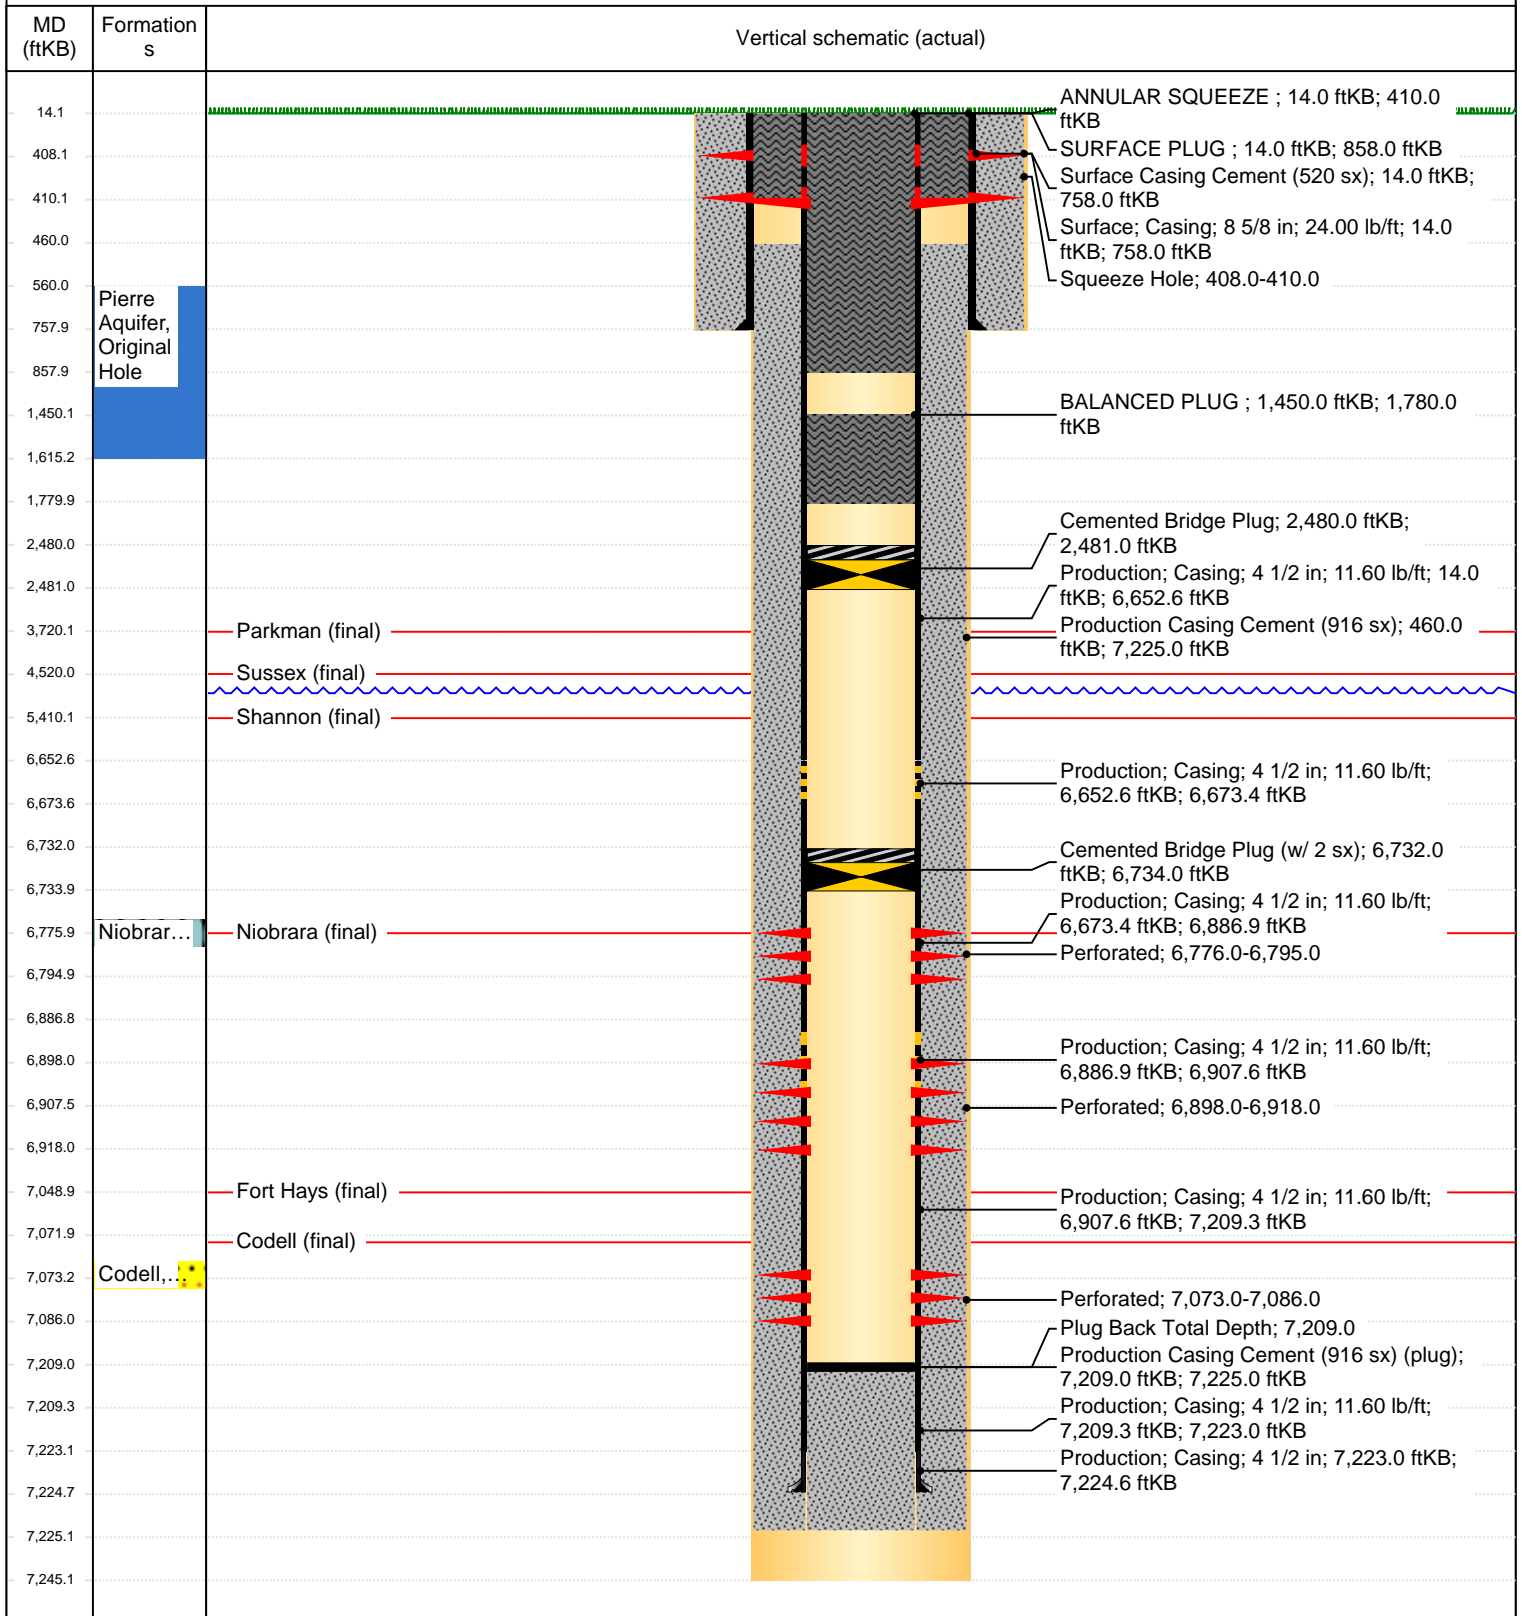 MD
(ftKB)
Formation
s
Vertical schematic (actual)
14.1
408.1
410.1
460.0
560.0
757.9
857.9
1,450.1
1,615.2
1,779.9
2,480.0
2,481.0
3,720.1
4,520.0
5,410.1
6,652.6
6,673.6
6,732.0
6,733.9
6,775.9
6,794.9
6,886.8
6,898.0
6,907.5
6,918.0
7,048.9
7,071.9
7,073.2
7,086.0
7,209.0
7,209.3
7,223.1
7,224.7
7,225.1
7,245.1
Pierre
Aquifer,
Original
Hole
Niobrar…
Codell,…
Parkman (final)
Sussex (final)
Shannon (final)
Niobrara (final)
Fort Hays (final)
Codell (final)
ANNULAR SQUEEZE ; 14.0 ftKB; 410.0
ftKB
SURFACE PLUG ; 14.0 ftKB; 858.0 ftKB
Surface Casing Cement (520 sx); 14.0 ftKB;
758.0 ftKB
Surface; Casing; 8 5/8 in; 24.00 lb/ft; 14.0
ftKB; 758.0 ftKB
Squeeze Hole; 408.0-410.0
BALANCED PLUG ; 1,450.0 ftKB; 1,780.0
ftKB
Cemented Bridge Plug; 2,480.0 ftKB;
2,481.0 ftKB
Production; Casing; 4 1/2 in; 11.60 lb/ft; 14.0
ftKB; 6,652.6 ftKB
Production Casing Cement (916 sx); 460.0
ftKB; 7,225.0 ftKB
Production; Casing; 4 1/2 in; 11.60 lb/ft;
6,652.6 ftKB; 6,673.4 ftKB
Cemented Bridge Plug (w/ 2 sx); 6,732.0
ftKB; 6,734.0 ftKB
Production; Casing; 4 1/2 in; 11.60 lb/ft;
6,673.4 ftKB; 6,886.9 ftKB
Perforated; 6,776.0-6,795.0
Production; Casing; 4 1/2 in; 11.60 lb/ft;
6,886.9 ftKB; 6,907.6 ftKB
Perforated; 6,898.0-6,918.0
Production; Casing; 4 1/2 in; 11.60 lb/ft;
6,907.6 ftKB; 7,209.3 ftKB
Perforated; 7,073.0-7,086.0
Plug Back Total Depth; 7,209.0
Production Casing Cement (916 sx) (plug);
7,209.0 ftKB; 7,225.0 ftKB
Production; Casing; 4 1/2 in; 11.60 lb/ft;
7,209.3 ftKB; 7,223.0 ftKB
Production; Casing; 4 1/2 in; 7,223.0 ftKB;
7,224.6 ftKB